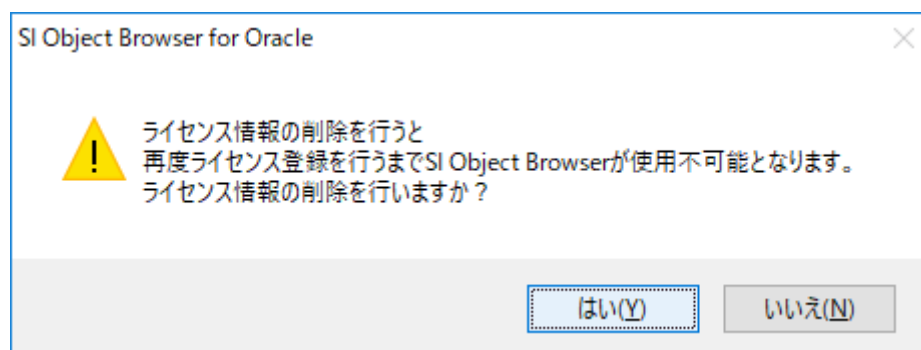 SI Object Browser for Oracle
ライセンス情報の削除を行うと
再度ライセンス登録を行うまでSI Object Browserが使用不可能となります。
ライセンス情報の削除を行いますか？
はい(Y)
いいえ(N)